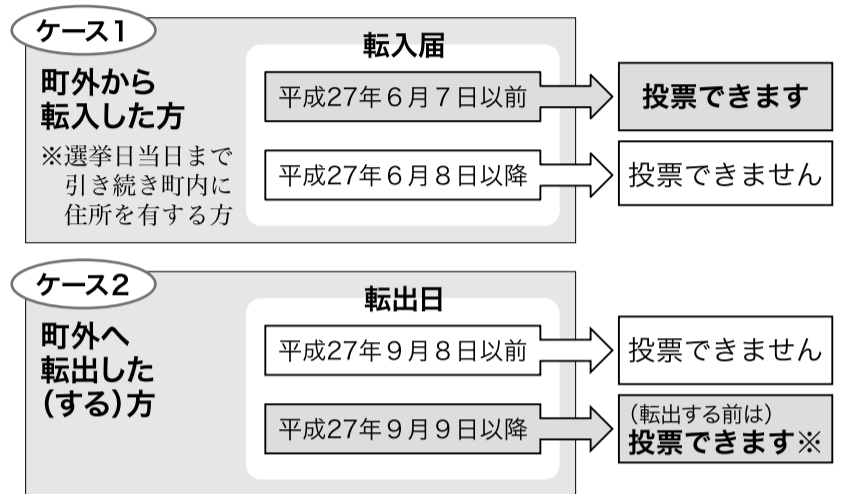 ケース1
町外から
転入した方
※選挙日当日まで
引き続き町内に
住所を有する方
転入届
平成27年6月7日以前
投票できます
平成27年6月8日以降
投票できません
ケース2
町外へ
転出した
(する)方
転出日
平成27年9月8日以前
投票できません
平成27年9月9日以降
(転出する前は)
投票できます※